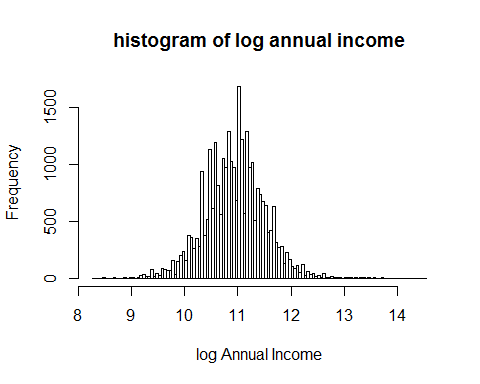 histogram of log annual income
Frequency
1500
1000
500
0
8 9 10 11 12 13 14
log Annual Income